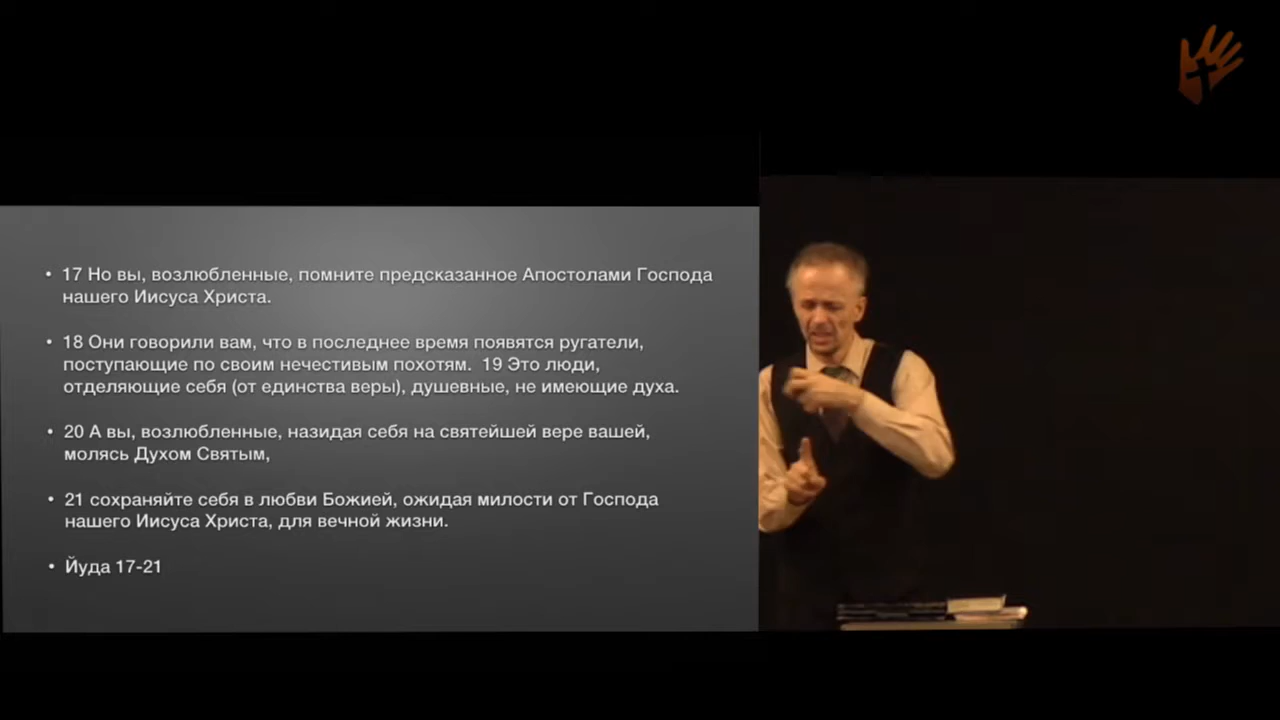 • 17 Но вы, возлюбленные, помните предсказанное Апостолами Господа
нашего Иисуса Христа.
• 18 Они говорили вам, что в последнее время появятся ругатели,
поступающие по своим нечестивым похотям. 19 Это люди,
отделяющие себя (от единства веры), душевные, не имеющие духа.
• 20 А вы, возлюбленные, назидая себя на святейшей вере вашей,
молясь Духом Святым,
• 21 сохраняйте себя в любви Божией, ожидая милости от Господа
нашего Иисуса Христа, для вечной жизни.
• Йуда 17-21